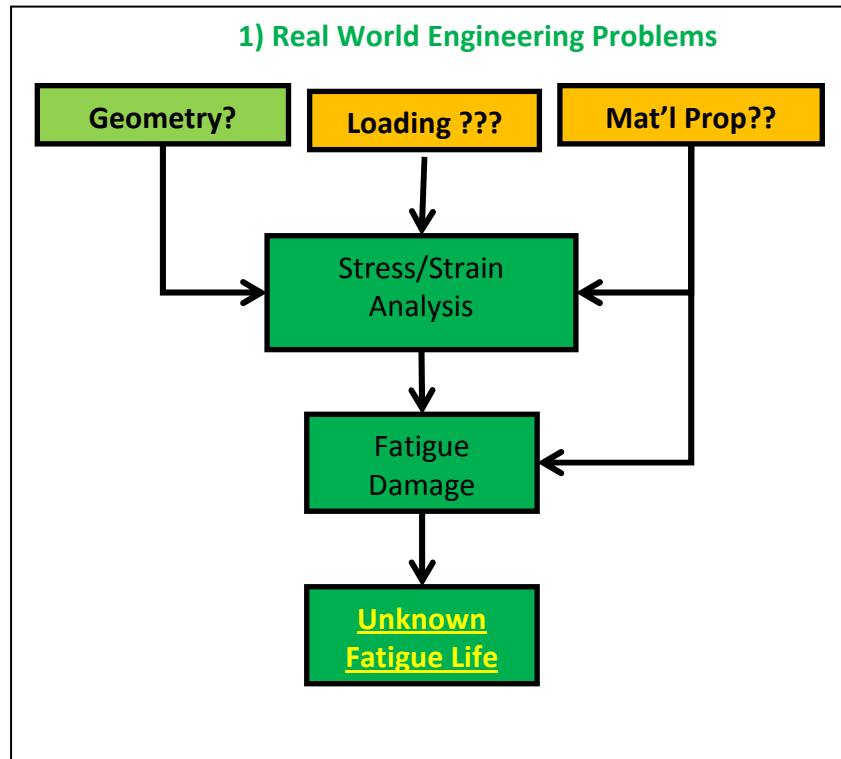 1) Real World Engineering Problems
Geometry?
Loading ???
Mat’l Prop??
Stress/Strain
Analysis
Fatigue
Damage
Unknown
Fatigue Life